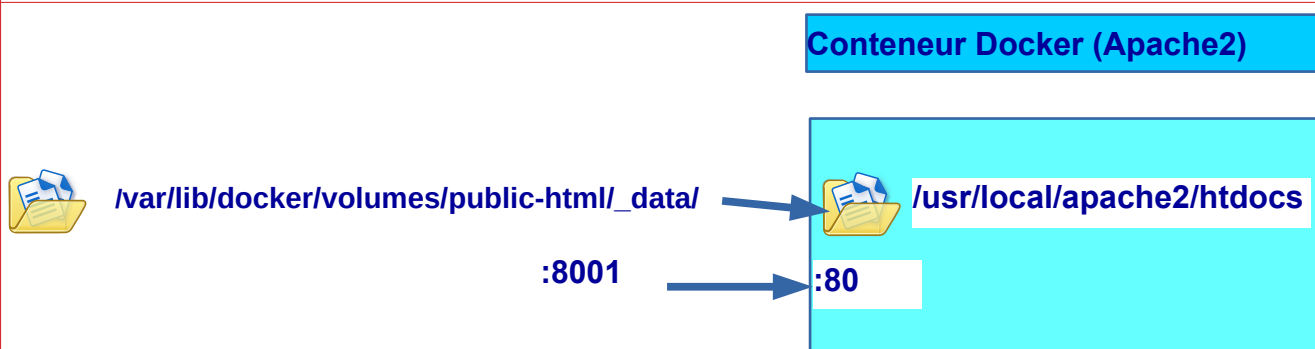 Conteneur Docker (Apache2)
/var/lib/docker/volumes/public-html/_data/
/usr/local/apache2/htdocs
:8001
:80